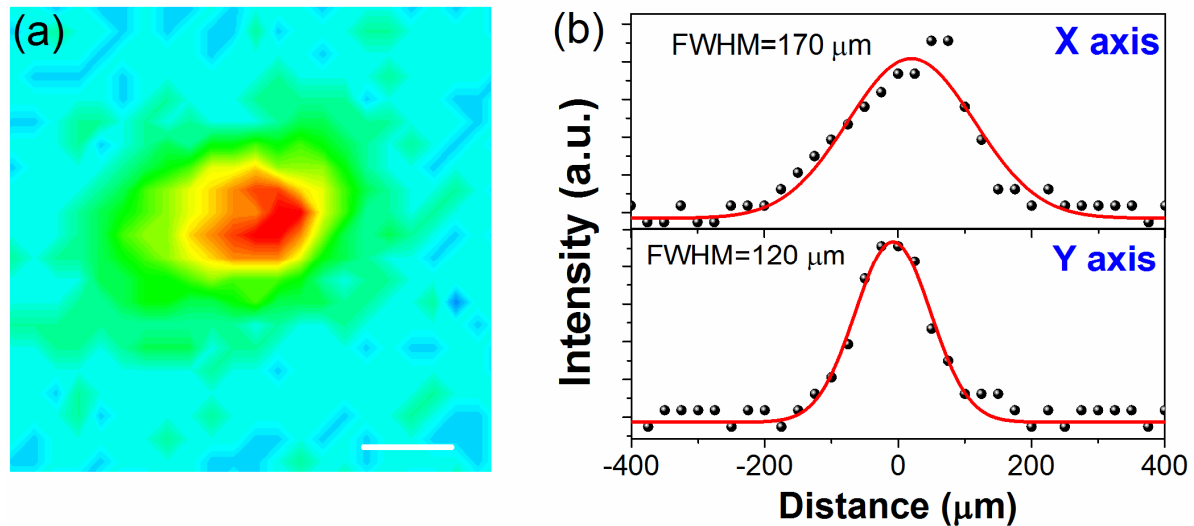 (a)
(b)
FWHM=170 μm
X axis
FWHM=120 μm
Y axis
Intensity (a.u.)
-400 -200 0 200 400
Distance (μm)